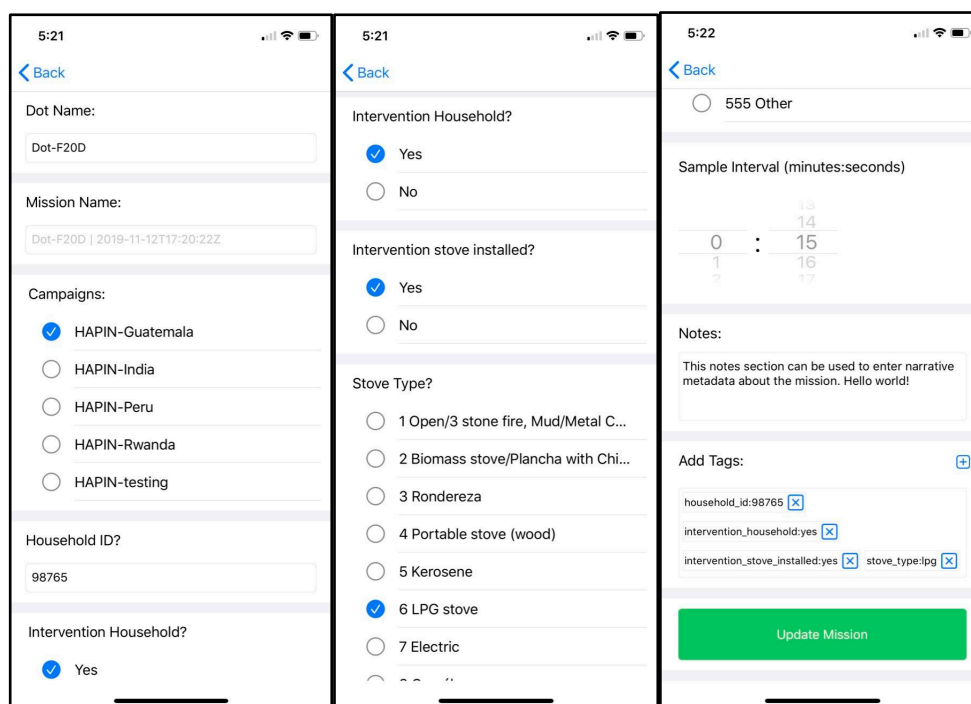 5:21
Back
Dot Name:
Dot-F20D
Mission Name:
Dot-F20D | 2019-11-12T17:20:22Z
Campaigns:
HAPIN-Guatemala
HAPIN-India
HAPIN-Peru
HAPIN-Rwanda
HAPIN-testing
Household ID?
98765
Intervention Household?
Yes
5:21
Back
Intervention Household?
Yes
No
Intervention stove installed?
Yes
No
Stove Type?
1 Open/3 stone fire, Mud/Metal C...
2 Biomass stove/Plancha with Chi...
3 Rondereza
4 Portable stove (wood)
5 Kerosene
6 LPG stove
7 Electric
5:22
Back
555 Other
Sample Interval (minutes:seconds)
13
14
0 : 15
1 16
2 17
Notes:
This notes section can be used to enter narrative
metadata about the mission. Hello world!
Add Tags:
household_id:98765
intervention_household:yes
intervention_stove_installed:yes stove_type:lpg
Update Mission